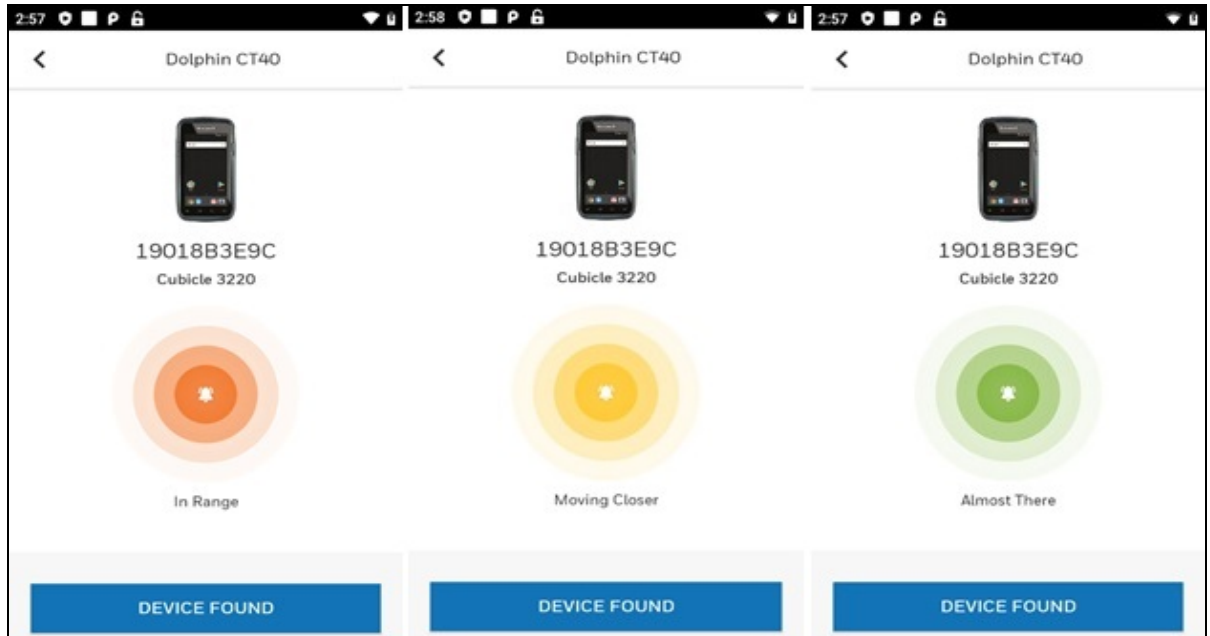 2:57 P
Dolphin CT40
19018B3E9C
Cubicle 3220
In Range
DEVICE FOUND
2:58 P
Dolphin CT40
19018B3E9C
Cubicle 3220
Moving Closer
DEVICE FOUND
2:57 P
Dolphin CT40
19018B3E9C
Cubicle 3220
Almost There
DEVICE FOUND